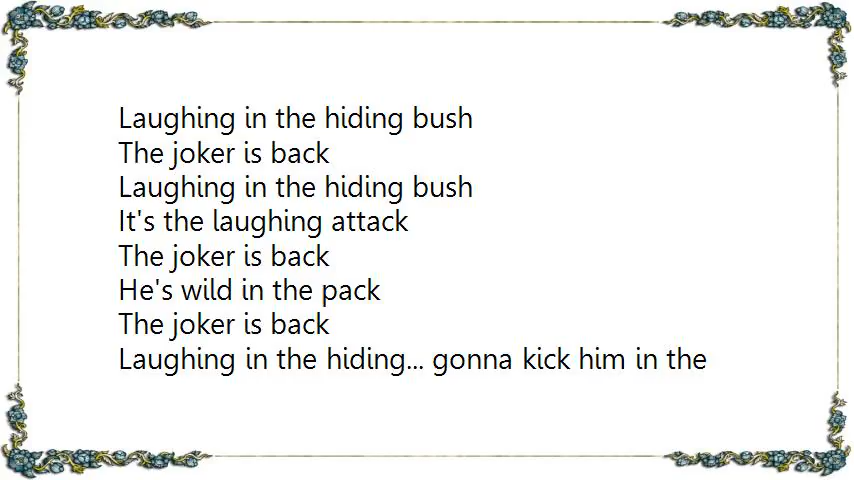 Laughing in the hiding bush
The joker is back
Laughing in the hiding bush
It's the laughing attack
The joker is back
He's wild in the pack
The joker is back
Laughing in the hiding... gonna kick him in the